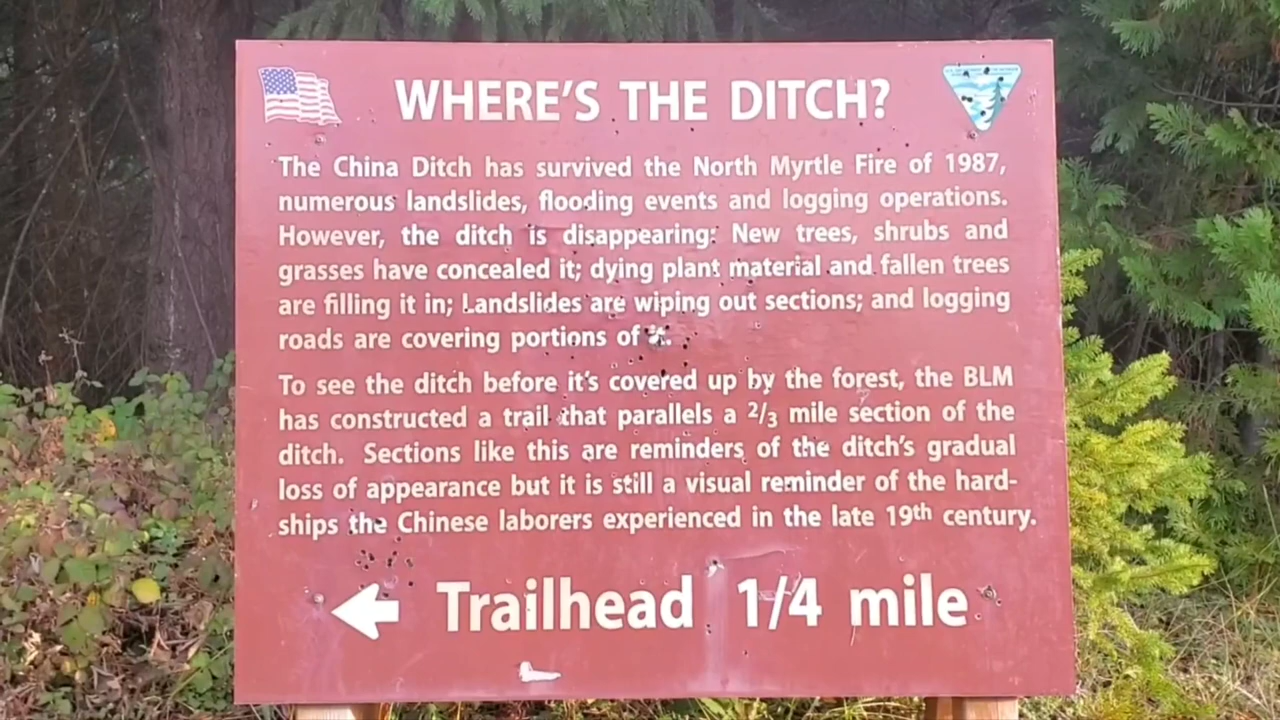 WHERE'S THE DITCH?
The China Ditch has survived the North Myrtle Fire of 1987,
numerous landslides, flooding events and logging operations.
However, the ditch is disappearing: New trees, shrubs and
grasses have concealed it; dying plant material and fallen trees
are filling it in; Landslides are wiping out sections; and logging
roads are covering portions of it.
To see the ditch before it's covered up by the forest, the BLM
has constructed a trail that parallels a 2/3 mile section of the
ditch. Sections like this are reminders of the ditch's gradual
loss of appearance but it is still a visual reminder of the hard-
ships the Chinese laborers experienced in the late 19th century.
Trailhead 1/4 mile